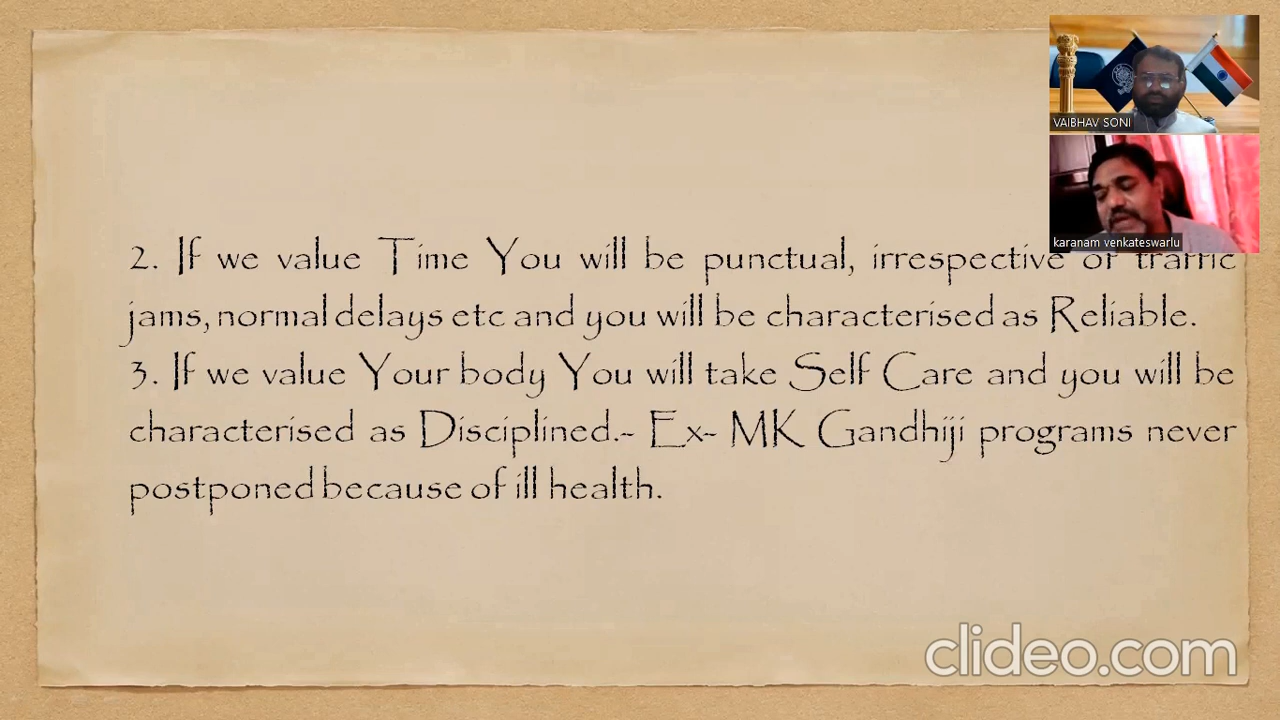 VAIBHAV SONI
karanam venkateswarlu
2. If we value Time You will be punctual, irrespective of traffic
jams, normal delays etc and you will be characterised as Reliable.
3. If we value Your body You will take Self Care and you will be
characterised as Disciplined.- Ex- MK Gandhiji programs never
postponed because of ill health.
clideo.com